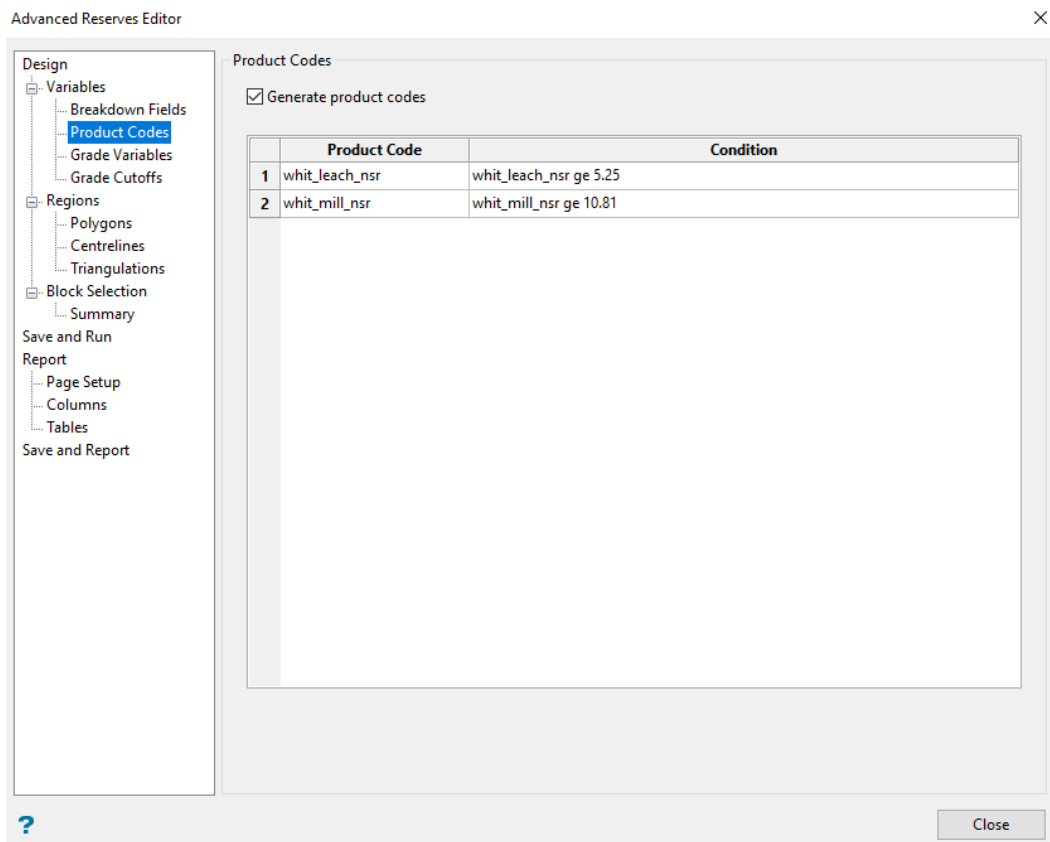 Advanced Reserves Editor
Design
Variables
Breakdown Fields
Product Codes
Grade Variables
Grade Cutoffs
Regions
Polygons
Centrelines
Triangulations
Block Selection
Summary
Save and Run
Report
Page Setup
Columns
Tables
Save and Report
Product Codes
Generate product codes
Product Code Condition
1 whit_leach_nsr whit_leach_nsr ge 5.25
2 whit_mill_nsr whit_mill_nsr ge 10.81
?
Close